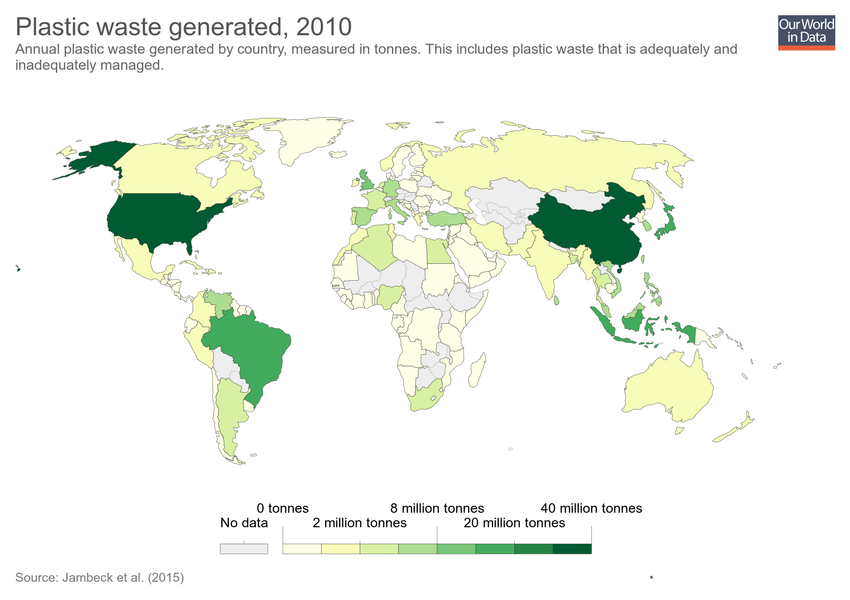 Plastic waste generated, 2010
Our World
in Data
Annual plastic waste generated by country, measured in tonnes. This includes plastic waste that is adequately and
inadequately managed.
0 tonnes 8 million tonnes 40 million tonnes
No data 2 million tonnes 20 million tonnes
Source: Jambeck et al. (2015)